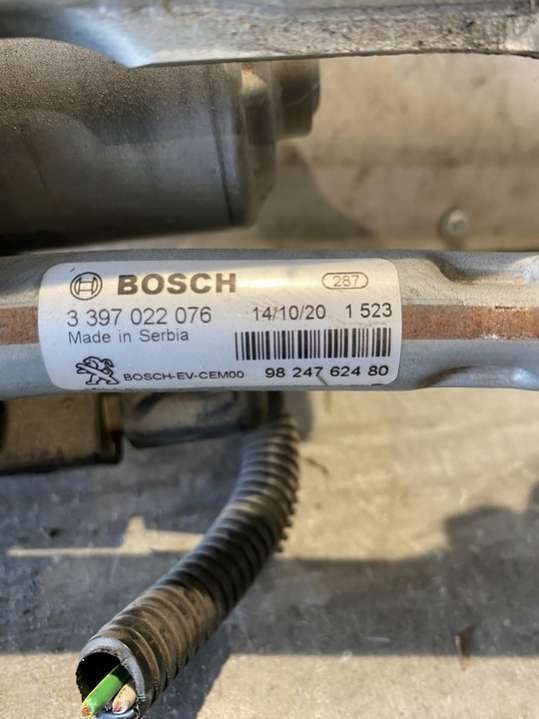 BOSCH 287
3 397 022 076 14/10/20 1 523
Made in Serbia
BOSCH-EV-CEM00 98 247 624 80